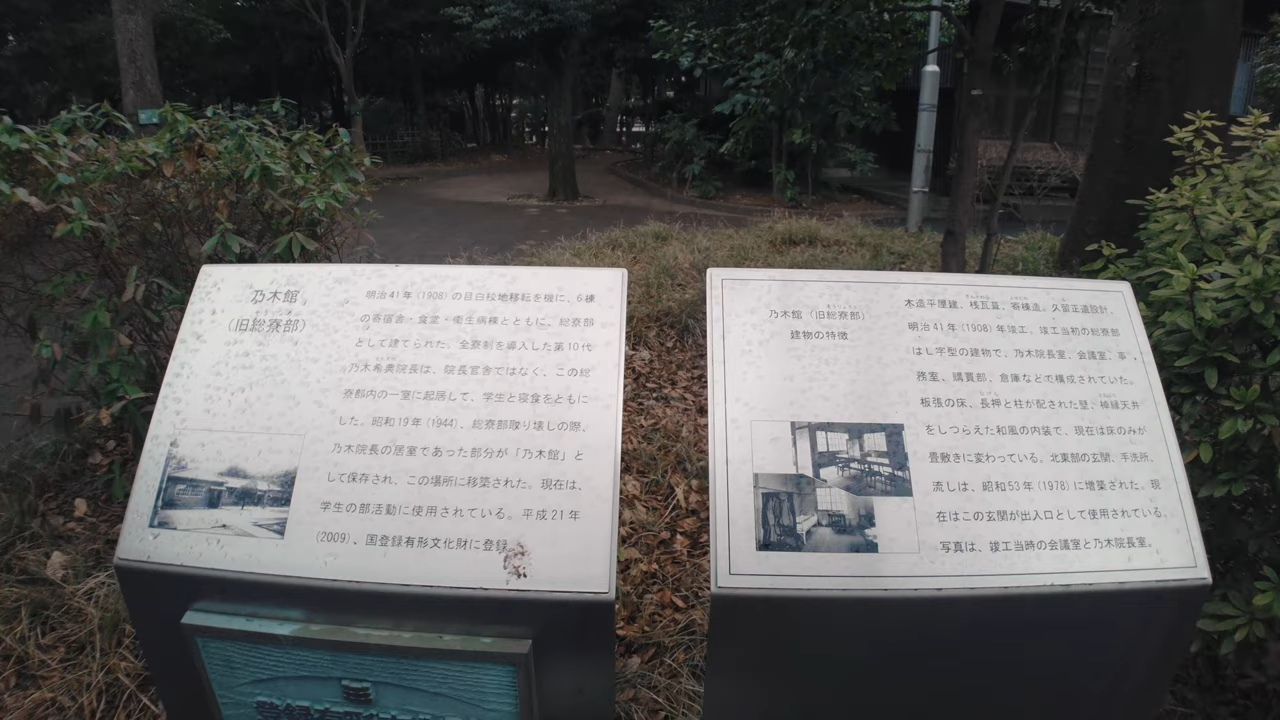 乃木館
(旧総寮部)
明治41年(1908)の目白校地移転を機に、6棟
の寄宿舎・食堂・衛生病棟とともに、総寮部
として建てられた。全寮制を導入した第10代
乃木希典院長は、院長官舎ではなく、この総
寮部内の一室に起居して、学生と寝食をともに
した。昭和19年(1944)、総寮部取り壊しの際、
乃木院長の居室であった部分が「乃木館」と
して保存され、この場所に移築された。現在は、
学生の部活動に使用されている。平成21年
(2009)、国登録有形文化財に登録
乃木館(旧総寮部)
建物の特徴
木造平屋建、桟瓦葺、寄棟造。久留正道設計。
明治41年(1908)年竣工。竣工当初の総寮部
はL字型の建物で、乃木院長室、会議室、事
務室、購買部、倉庫などで構成されていた。
板張の床、長押と柱が配された壁、棹縁天井
をしつらえた和風の内装で、現在は床のみが
畳敷きに変わっている。北東部の玄関、手洗所、
流しは、昭和53年(1978)に増築された。現
在はこの玄関が出入口として使用されている。
写真は、竣工当時の会議室と乃木院長室。